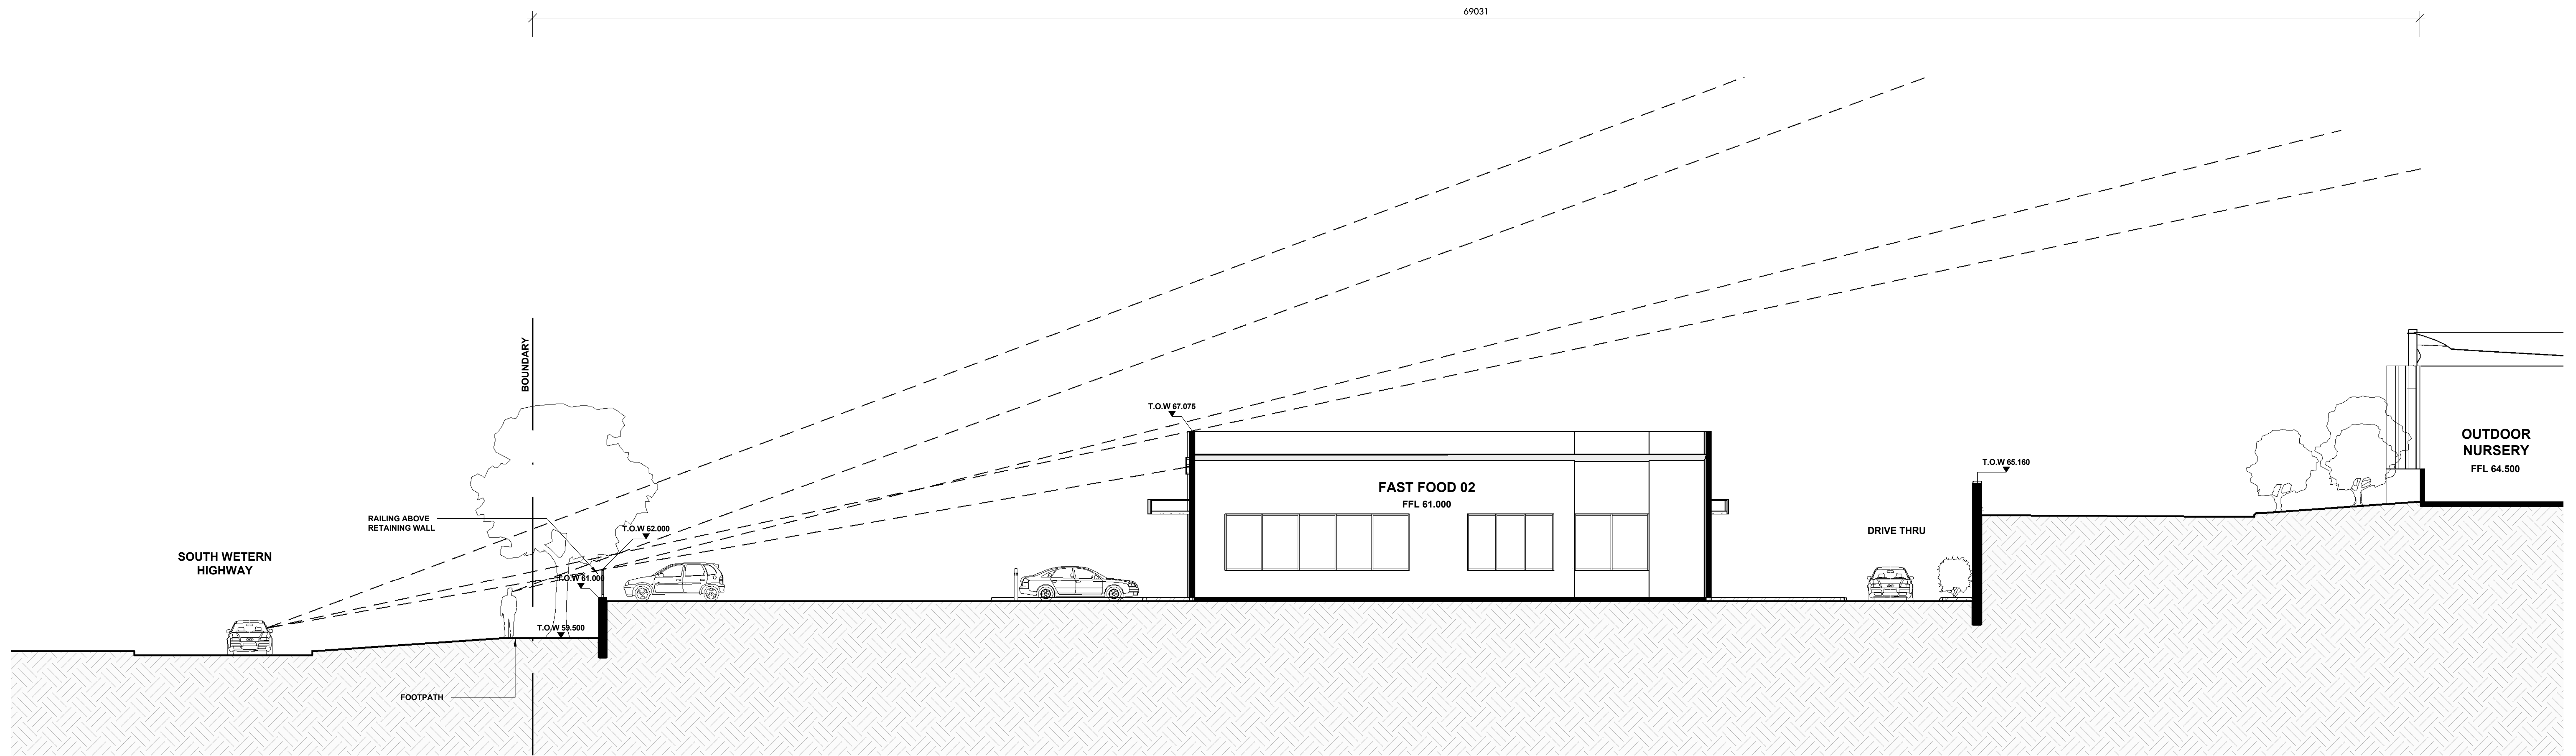 69031
BOUNDARY
T.O.W 67.075
OUTDOOR
NURSERY
FFL 64.500
T.O.W 65.160
FAST FOOD 02
FFL 61.000
RAILING ABOVE
RETAINING WALL
T.O.W 62.000
DRIVE THRU
SOUTH WETERN
HIGHWAY
T.O.W 61.000
T.O.W 59.500
FOOTPATH